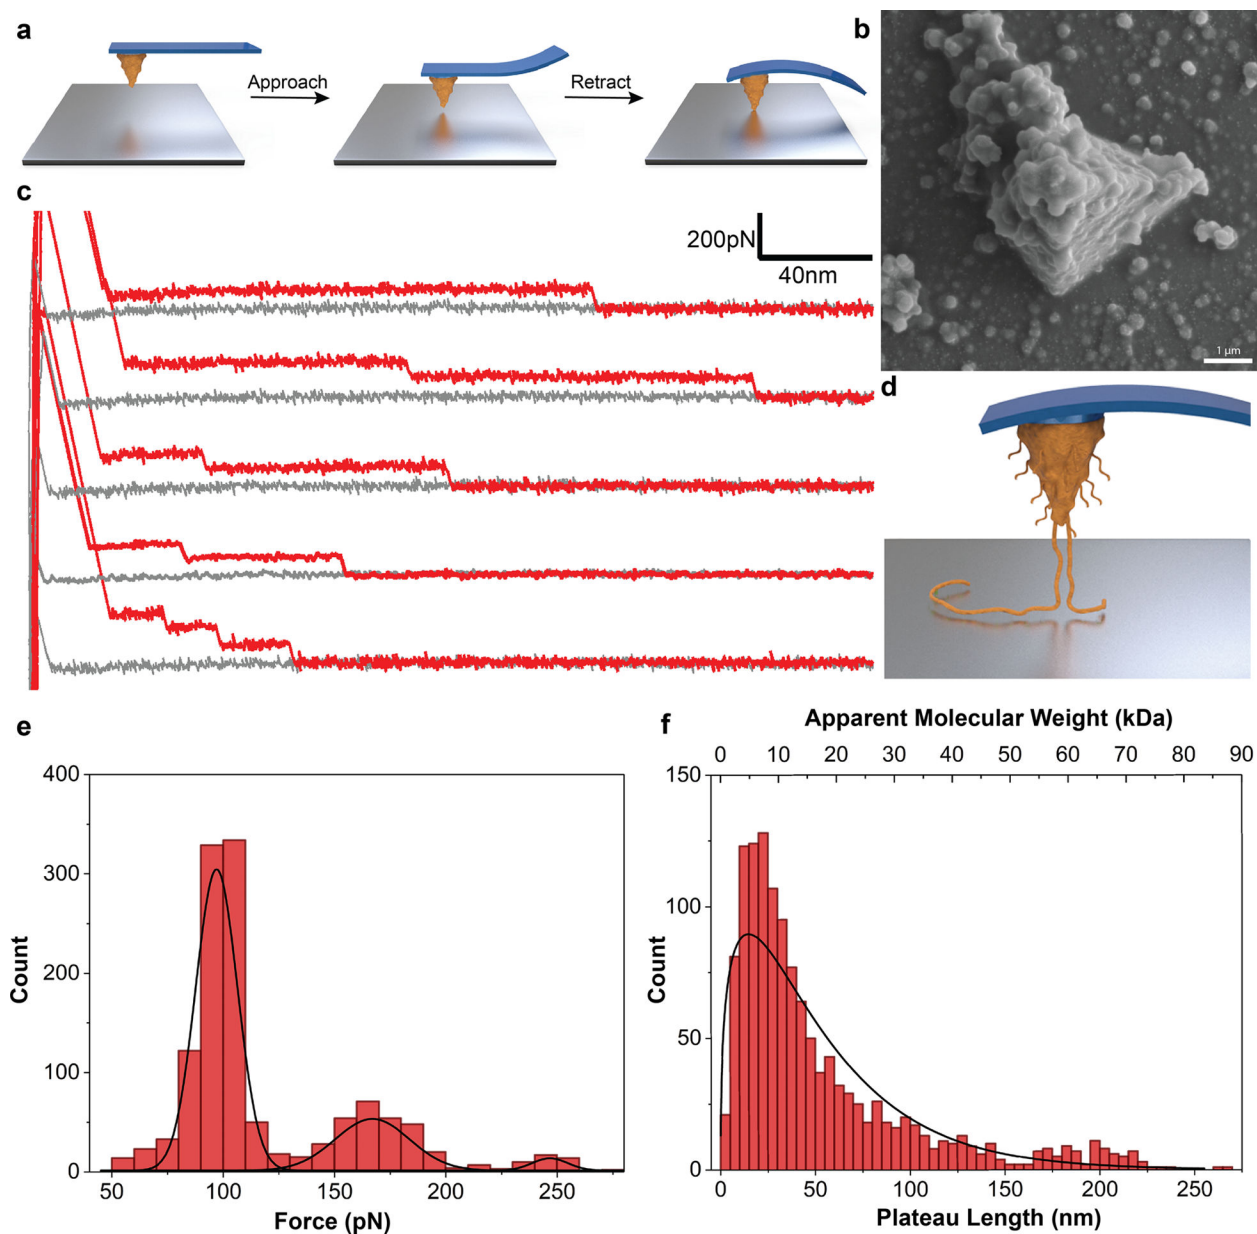 a
Approach
Retract
b
1 µm
c
200pN
40nm
d
e
400
300
200
100
0
Count
50 100 150 200 250
Force (pN)
f
Apparent Molecular Weight (kDa)
0 10 20 30 40 50 60 70 80 90
150
100
50
0
Count
0 25 50 75 100 150 200 250
Plateau Length (nm)